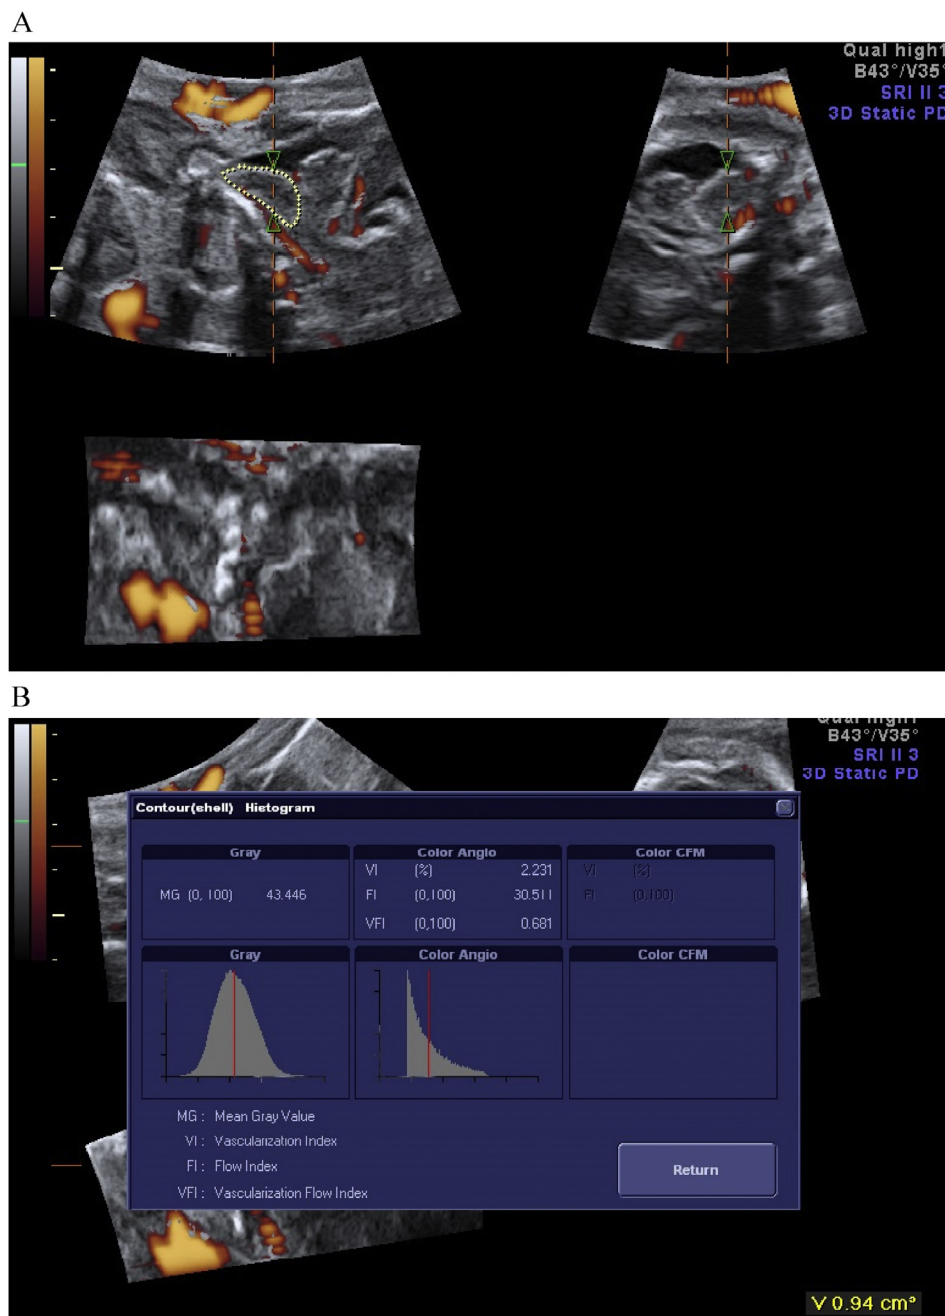 A
Qual high1
B43°/V35°
SRI II 3
3D Static PD
B
Qual high1
B43°/V35°
SRI II 3
3D Static PD
Contour(shell) Histogram
Gray
MG (0, 100) 43.446
Color Angio
VI (%) 2.231
FI (0,100) 30.511
VFI (0,100) 0.681
Color CFM
VI (%)
FI (0,100)
Gray
Color Angio
Color CFM
MG : Mean Gray Value
VI : Vascularization Index
FI : Flow Index
VFI : Vascularization Flow Index
Return
V 0.94 cm³